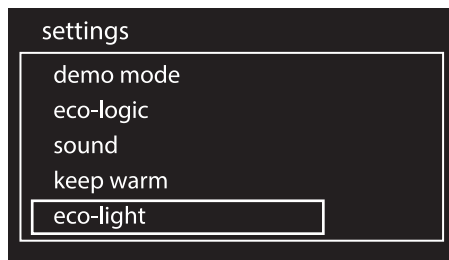 settings
demo mode
eco-logic
sound
keep warm
eco-light